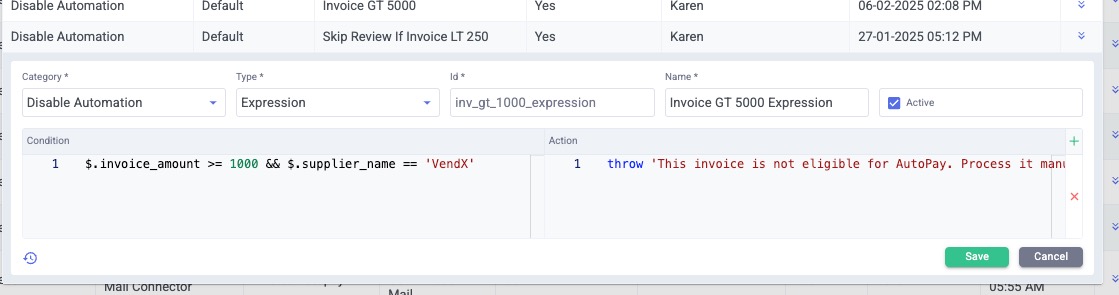 Disable Automation Default Invoice GT 5000 Yes Karen 06-02-2025 02:08 PM
Disable Automation Default Skip Review If Invoice LT 250 Yes Karen 27-01-2025 05:12 PM
Category * Type * Id * Name *
Disable Automation Expression inv_gt_1000_expression Invoice GT 5000 Expression Active
Condition Action
1 $.invoice_amount >= 1000 && $.supplier_name == 'VendX' 1 throw 'This invoice is not eligible for AutoPay. Process it
Save Cancel
Mail Connector Mail 05:55 AM